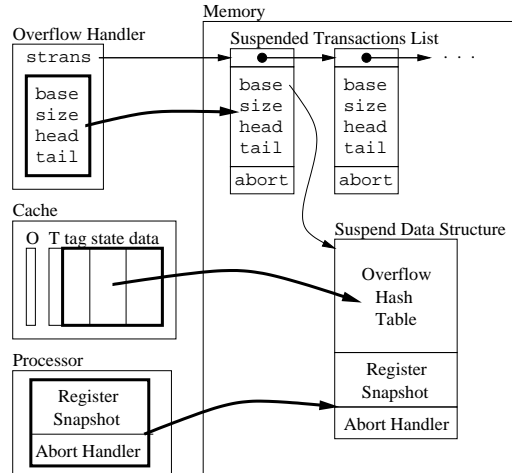 Memory
Overflow Handler
strans
base
size
head
tail
Suspended Transactions List
. . .
base
size
head
tail
abort
base
size
head
tail
abort
Cache
O T tag state data
Suspend Data Structure
Overflow
Hash
Table
Register
Snapshot
Abort Handler
Processor
Register
Snapshot
Abort Handler